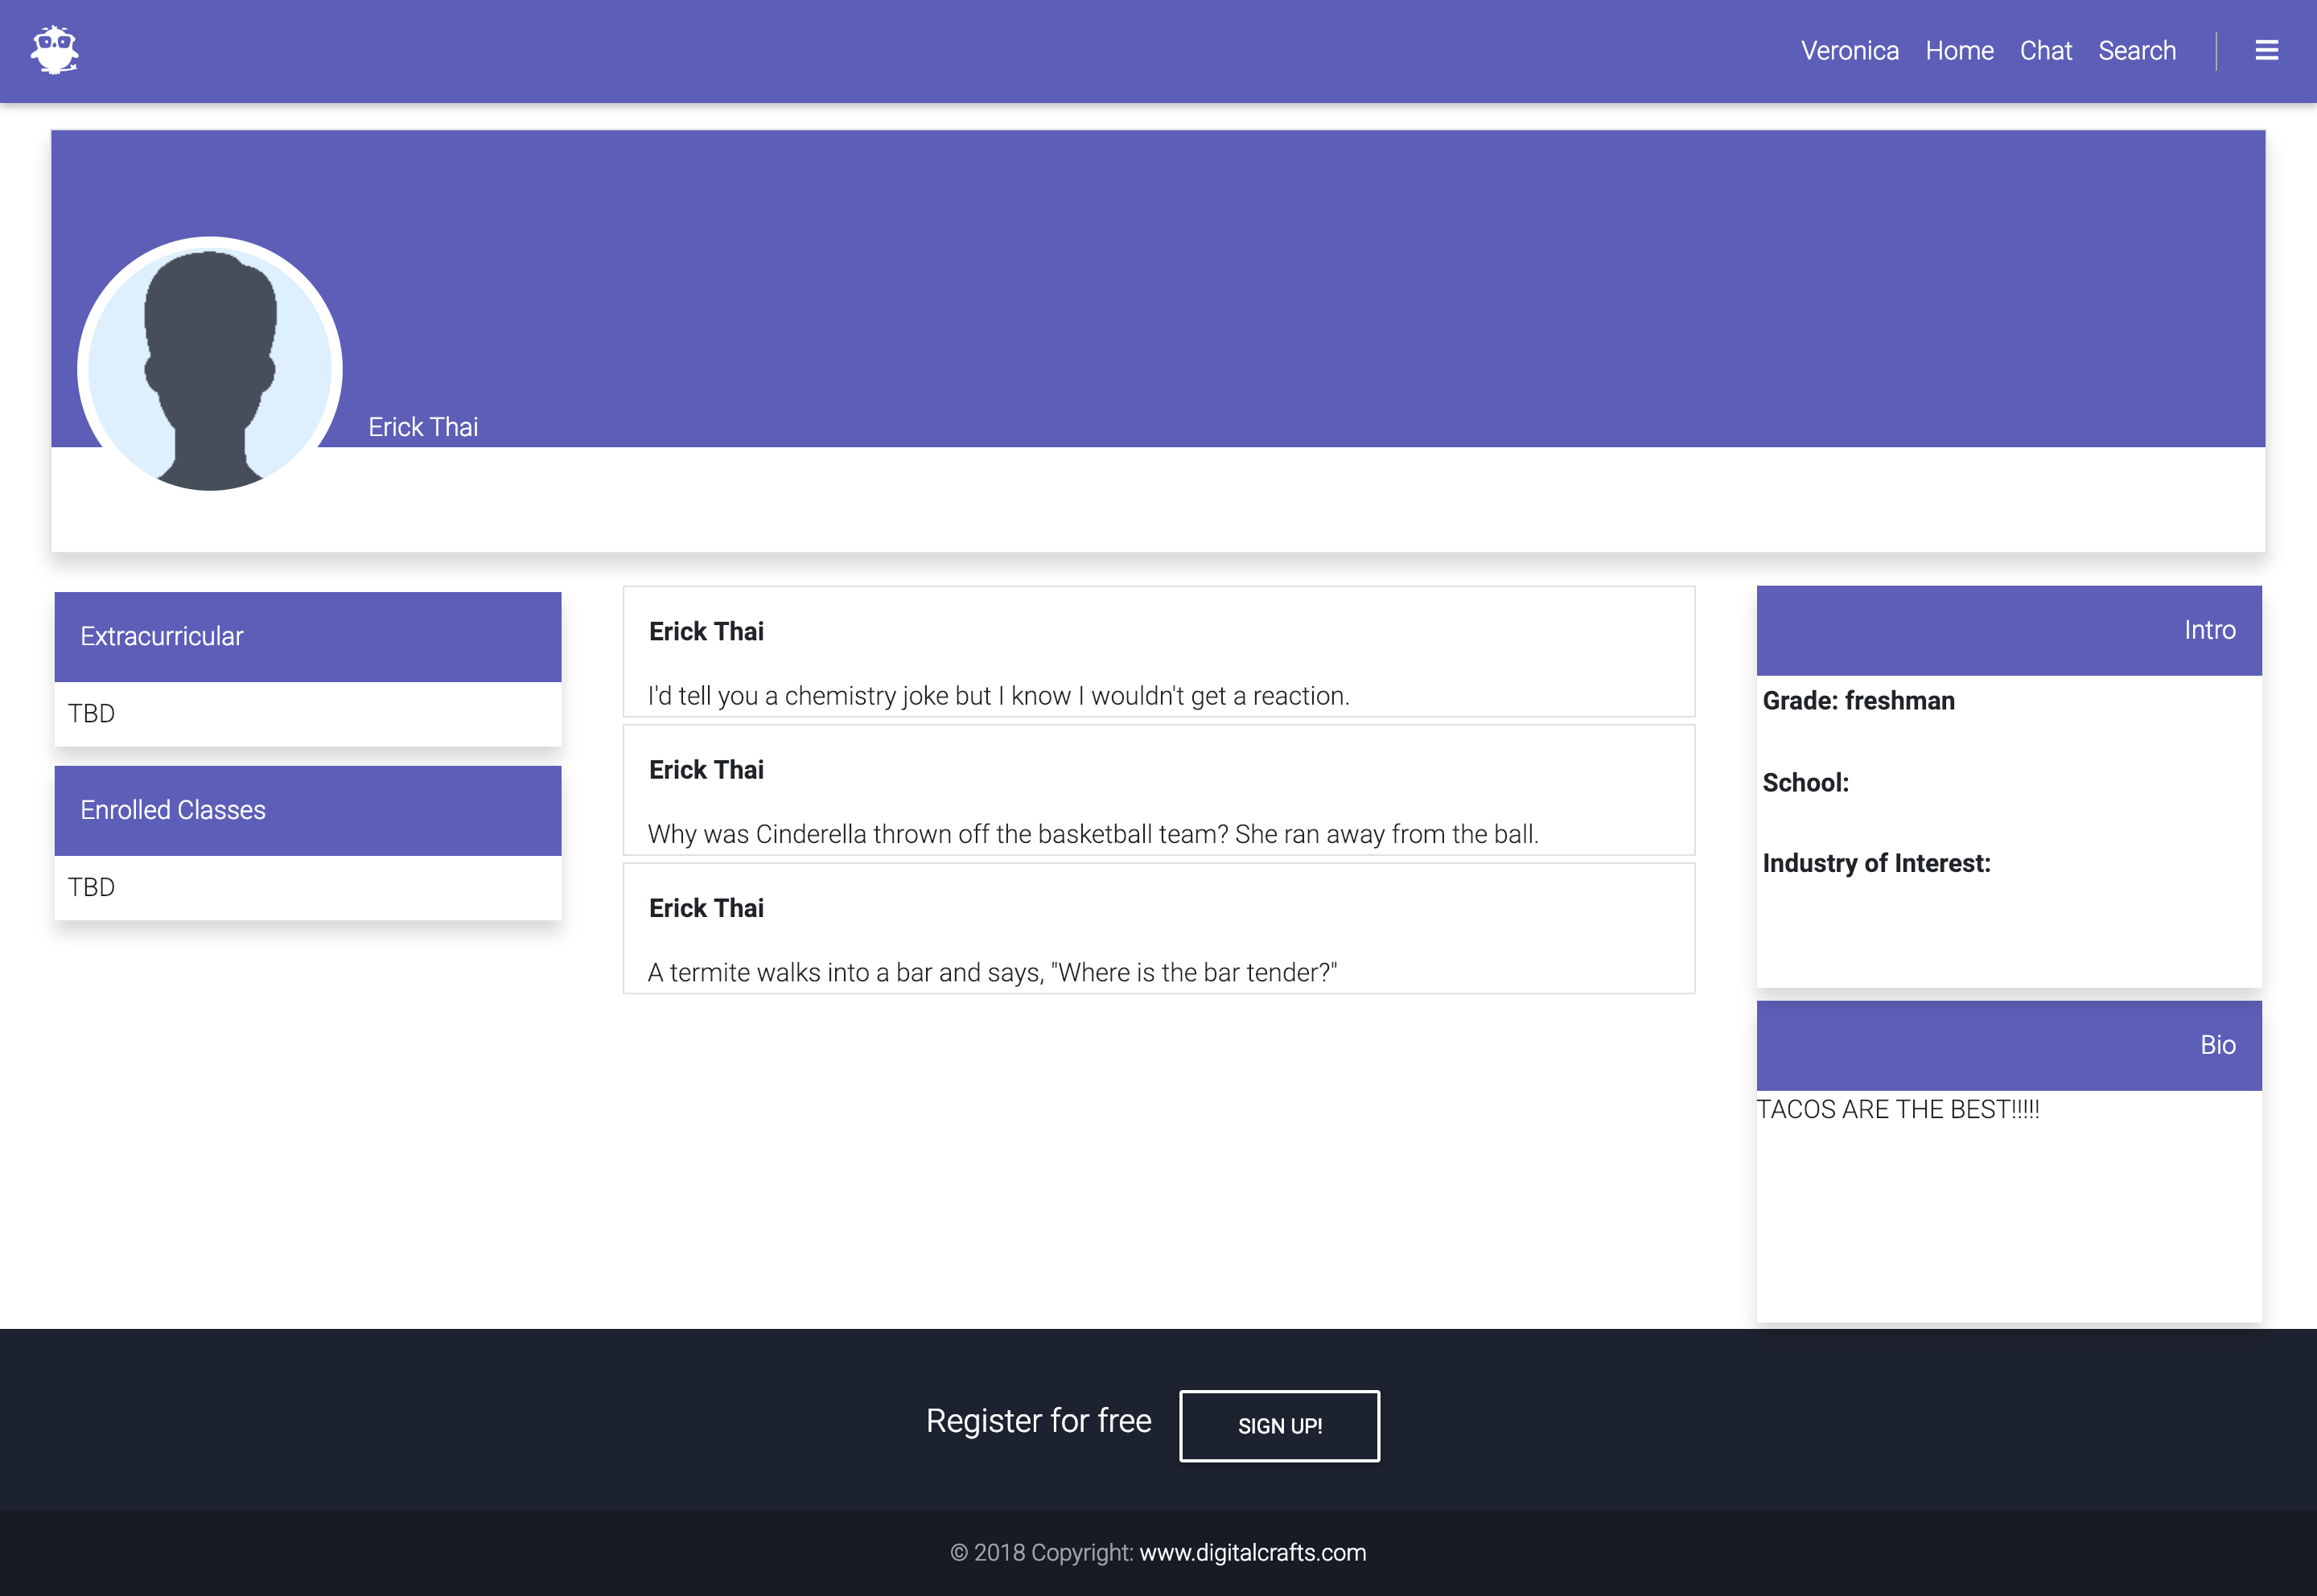 Veronica Home Chat Search
Erick Thai
Extracurricular
TBD
Enrolled Classes
TBD
Erick Thai
I'd tell you a chemistry joke but I know I wouldn't get a reaction.
Erick Thai
Why was Cinderella thrown off the basketball team? She ran away from the ball.
Erick Thai
A termite walks into a bar and says, "Where is the bar tender?"
Intro
Grade: freshman
School:
Industry of Interest:
Bio
TACOS ARE THE BEST!!!!!
Register for free
SIGN UP!
© 2018 Copyright: www.digitalcrafts.com